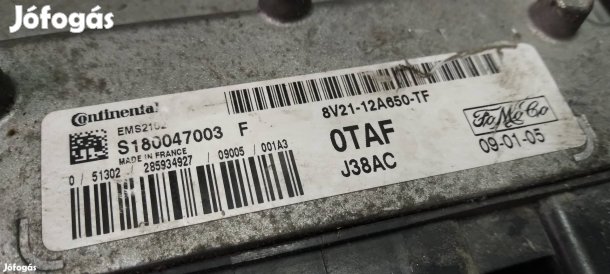 Jófogás
Continental
EMS2102
S180047003 F
MADE IN FRANCE
0 / 51302 / 285934927 / 09005 / 001A3
8V21-12A650-TF
0TAF
J38AC
FoMoCo
09-01-05
Jófogás
Jófogás